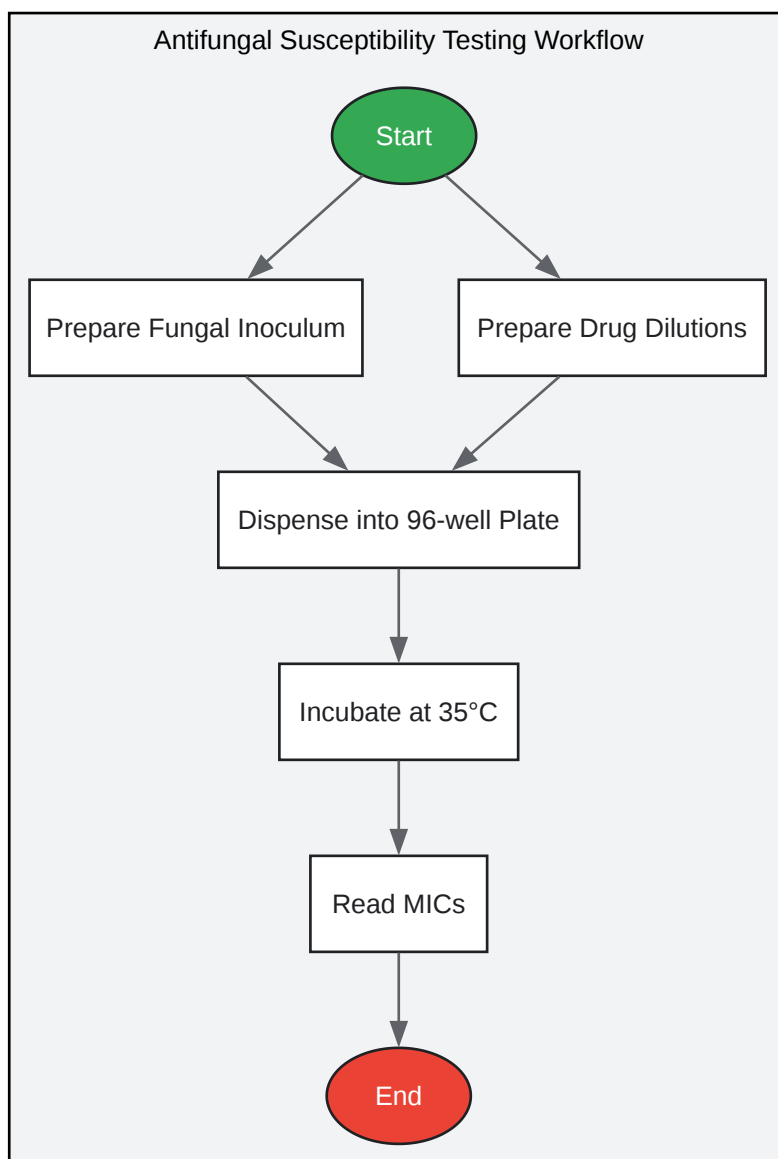 Antifungal Susceptibility Testing Workflow
Start
Prepare Fungal Inoculum
Prepare Drug Dilutions
Dispense into 96-well Plate
Incubate at 35°C
Read MICs
End